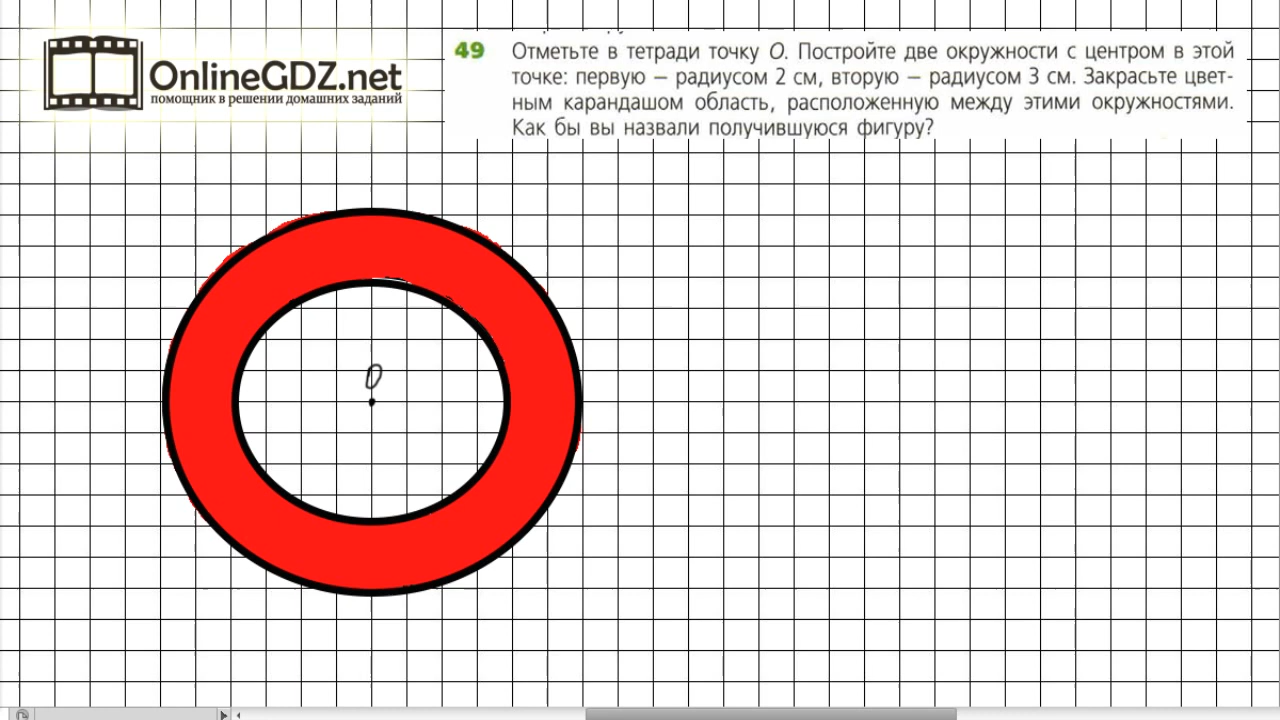 OnlineGDZ.net
помощник в решении домашних заданий
49 Отметьте в тетради точку O. Постройте две окружности с центром в этой
точке: первую – радиусом 2 см, вторую – радиусом 3 см. Закрасьте цвет-
ным карандашом область, расположенную между этими окружностями.
Как бы вы назвали получившуюся фигуру?
O